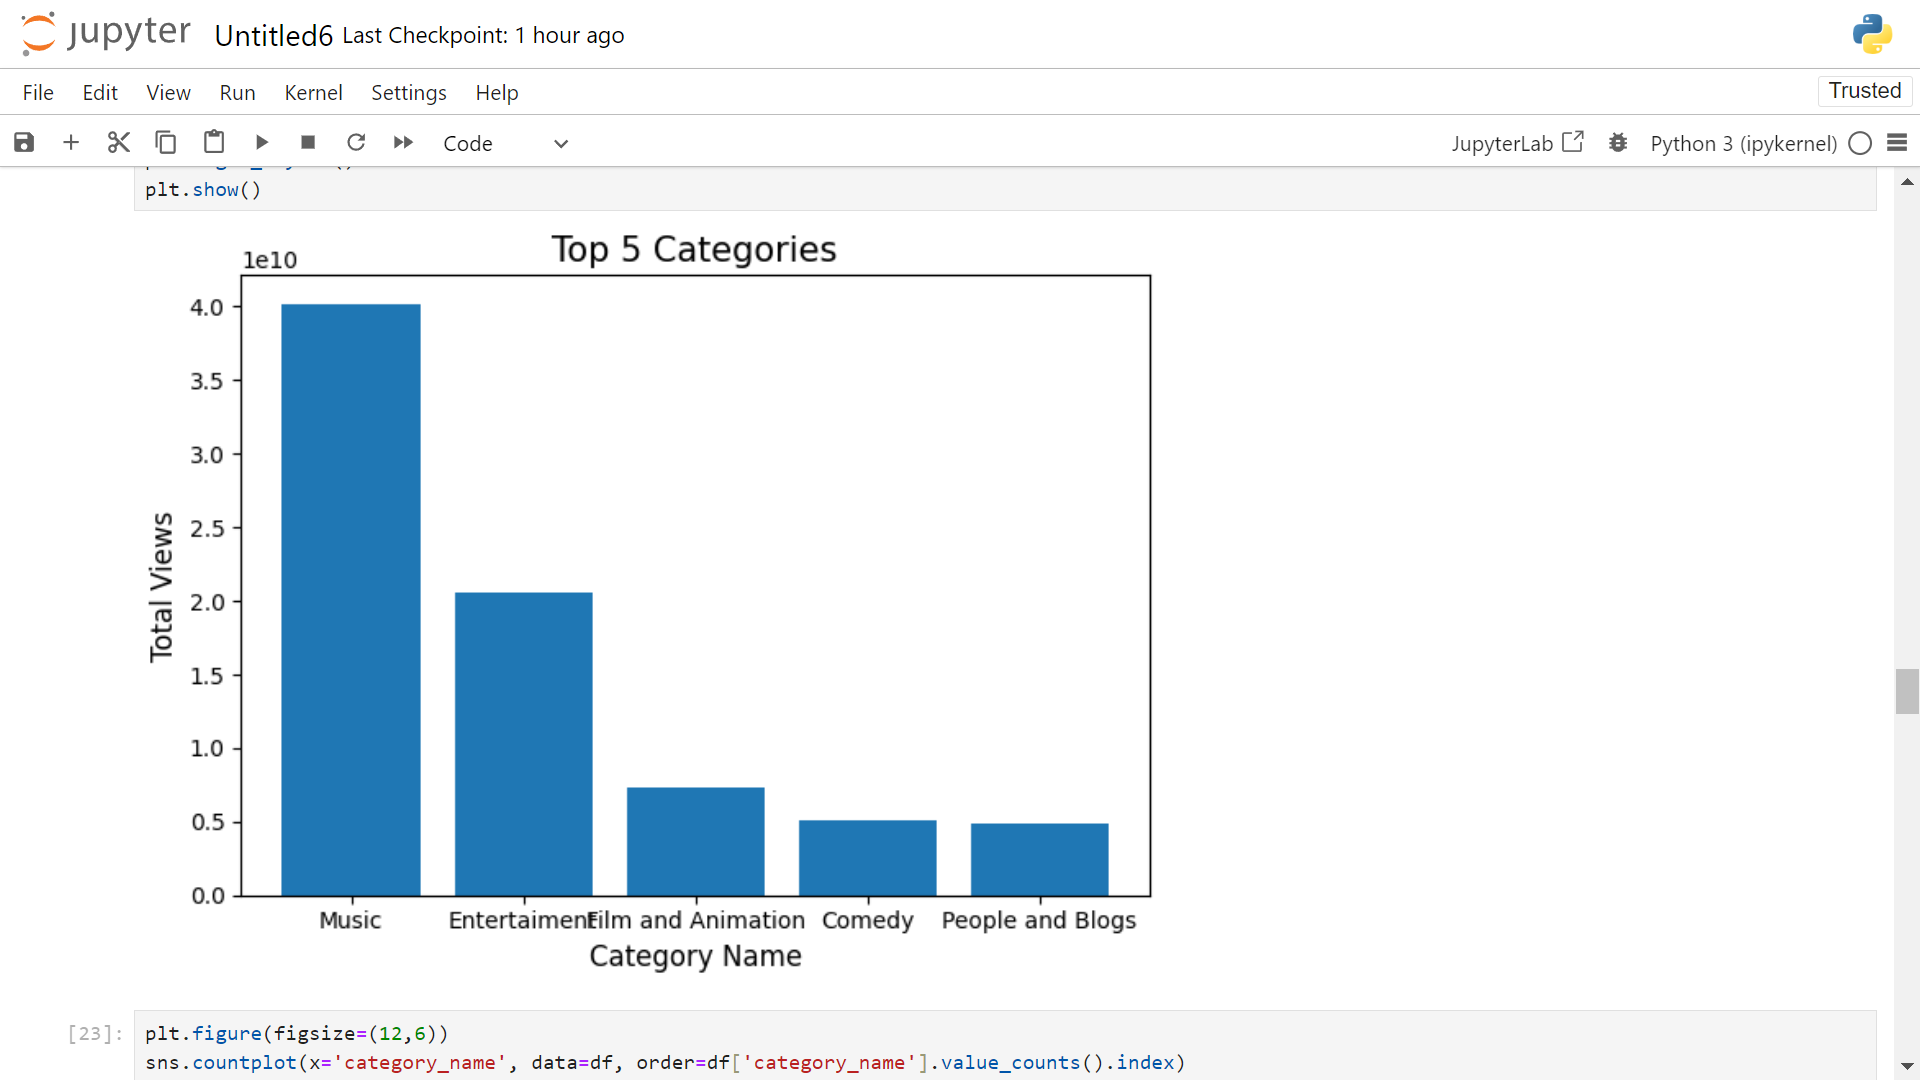 jupyter Untitled6 Last Checkpoint: 1 hour ago
File Edit View Run Kernel Settings Help Trusted
Code JupyterLab Python 3 (ipykernel)
plt.show()
Top 5 Categories
1e10
4.0
3.5
3.0
2.5
2.0
1.5
1.0
0.5
0.0
Total Views
Music Entertaiment Film and Animation Comedy People and Blogs
Category Name
[23]: plt.figure(figsize=(12,6))
sns.countplot(x='category_name', data=df, order=df['category_name'].value_counts().index)